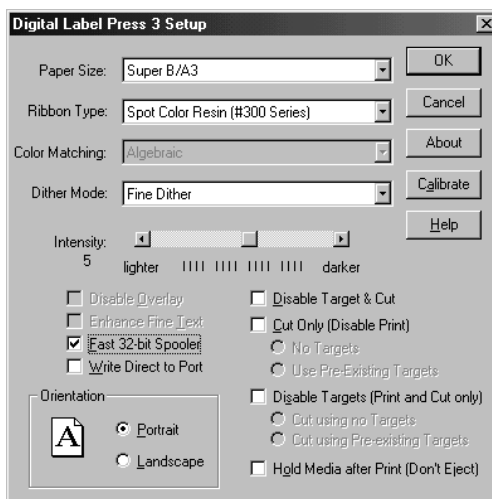 Digital Label Press 3 Setup
Paper Size: Super B/A3
OK
Ribbon Type: Spot Color Resin (#300 Series)
Cancel
Color Matching: Algebraic
About
Dither Mode: Fine Dither
Calibrate
Help
Intensity:
5
lighter darker
Disable Overlay
Enhance Fine Text
Fast 32-bit Spooler
Write Direct to Port
Orientation
A
Portrait
Landscape
Disable Target & Cut
Cut Only (Disable Print)
No Targets
Use Pre-Existing Targets
Disable Targets (Print and Cut only)
Cut using no Targets
Cut using Pre-existing Targets
Hold Media after Print (Don't Eject)